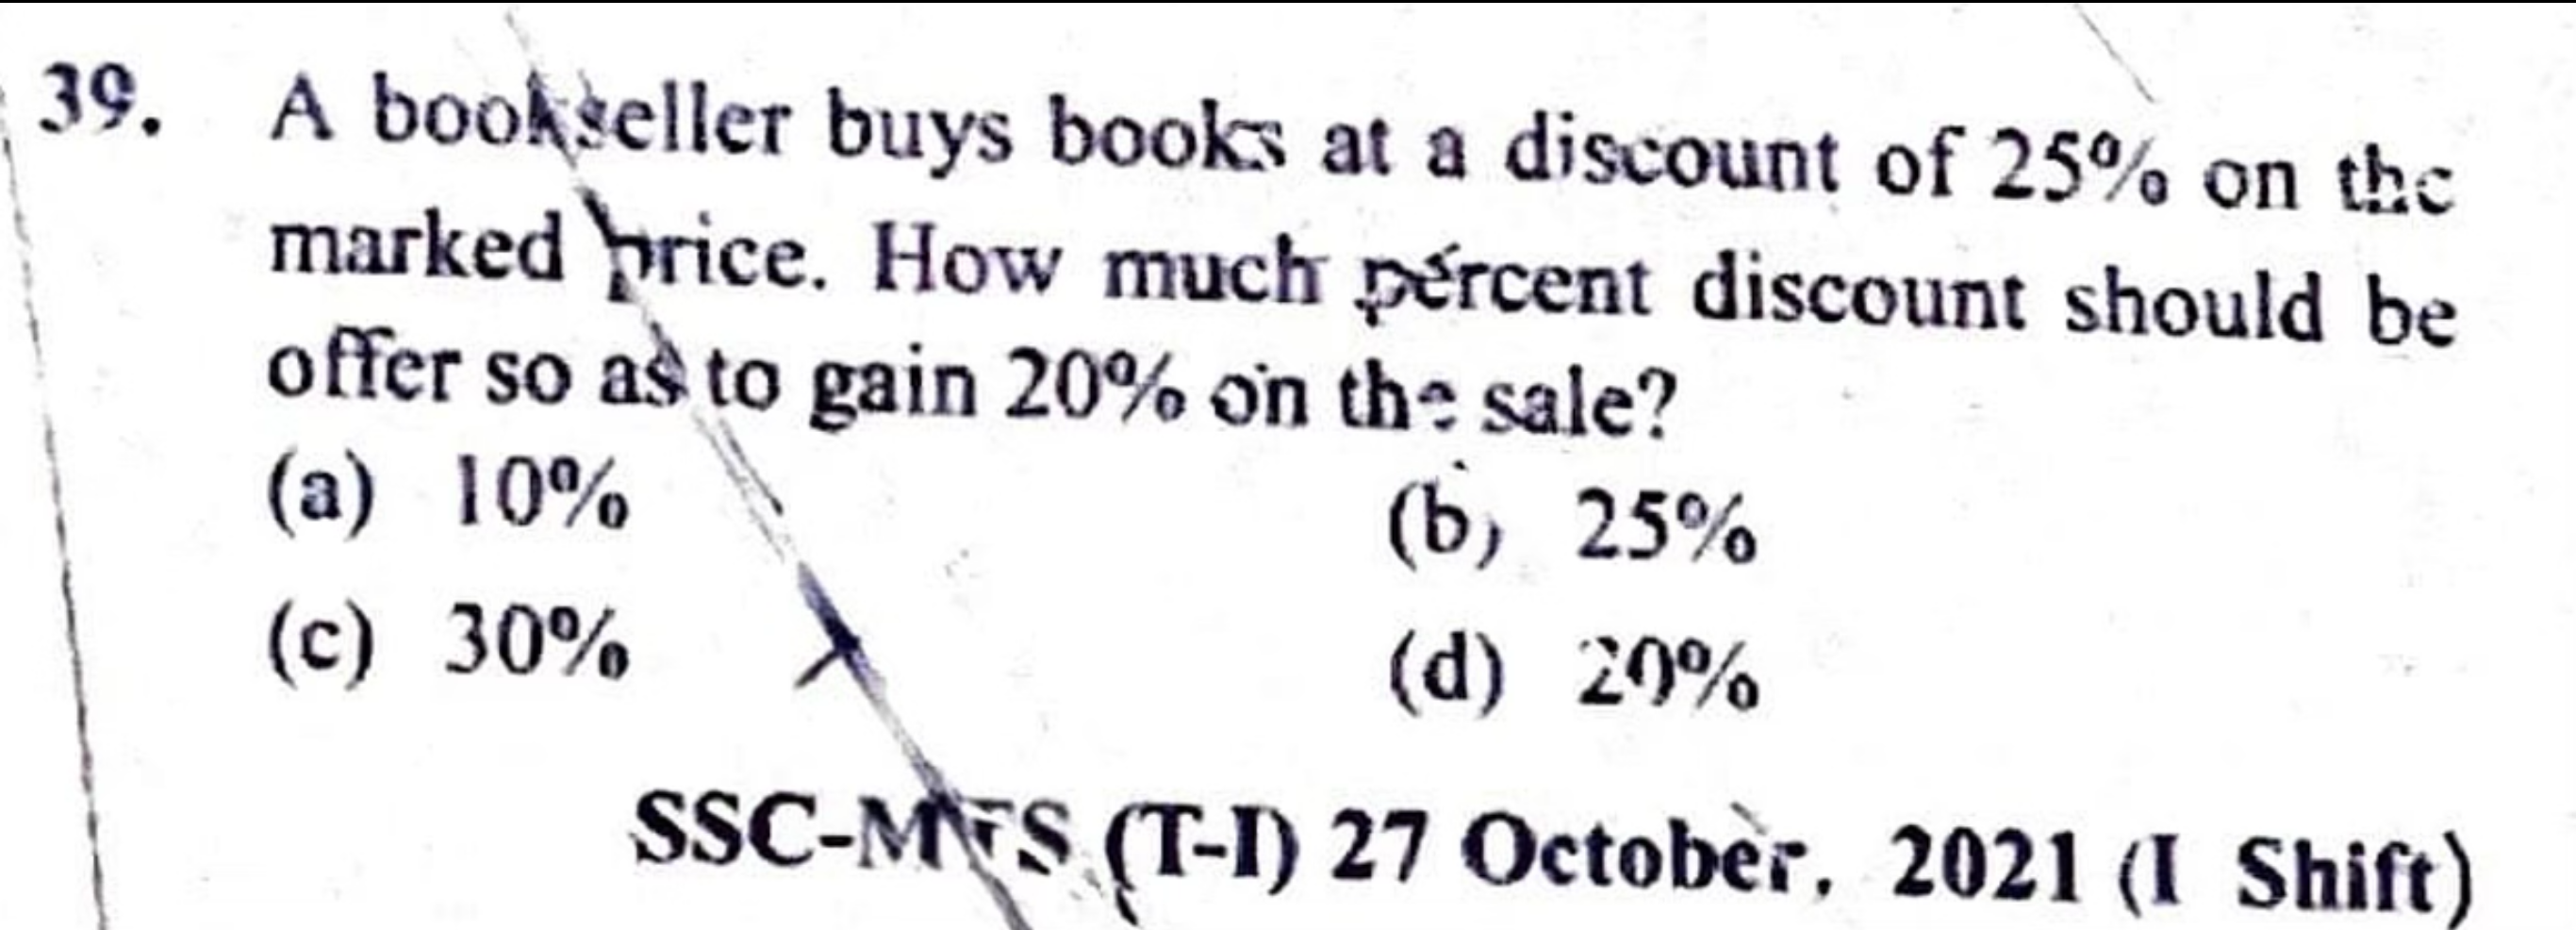 39. A bookseller buys books at a discount of 25% on the
marked price. How much percent discount should be
offer so as to gain 20% on the sale?
(a) 10% (b) 25%
(c) 30% (d) 20%
SSC-MTS (T-I) 27 October, 2021 (I Shift)